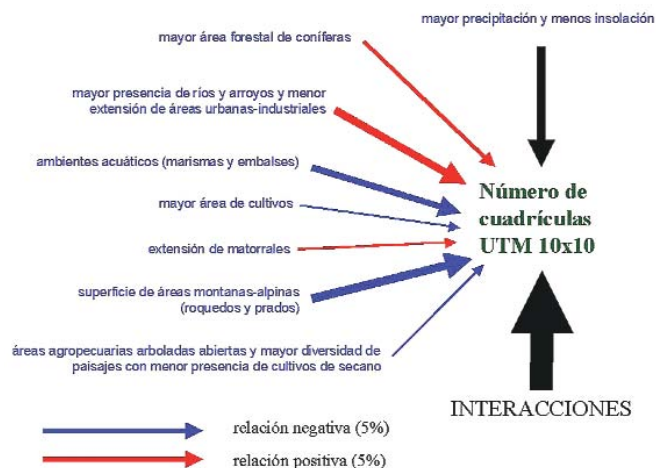 mayor precipitación y menos insolación
mayor área forestal de coníferas
mayor presencia de ríos y arroyos y menor
extensión de áreas urbanas-industriales
ambientes acuáticos (marismas y embalses)
mayor área de cultivos
extensión de matorrales
superficie de áreas montanas-alpinas
(roquedos y prados)
áreas agropecuarias arboladas abiertas y mayor diversidad de
paisajes con menor presencia de cultivos de secano
Número de
cuadrículas
UTM 10x10
INTERACCIONES
relación negativa (5%)
relación positiva (5%)